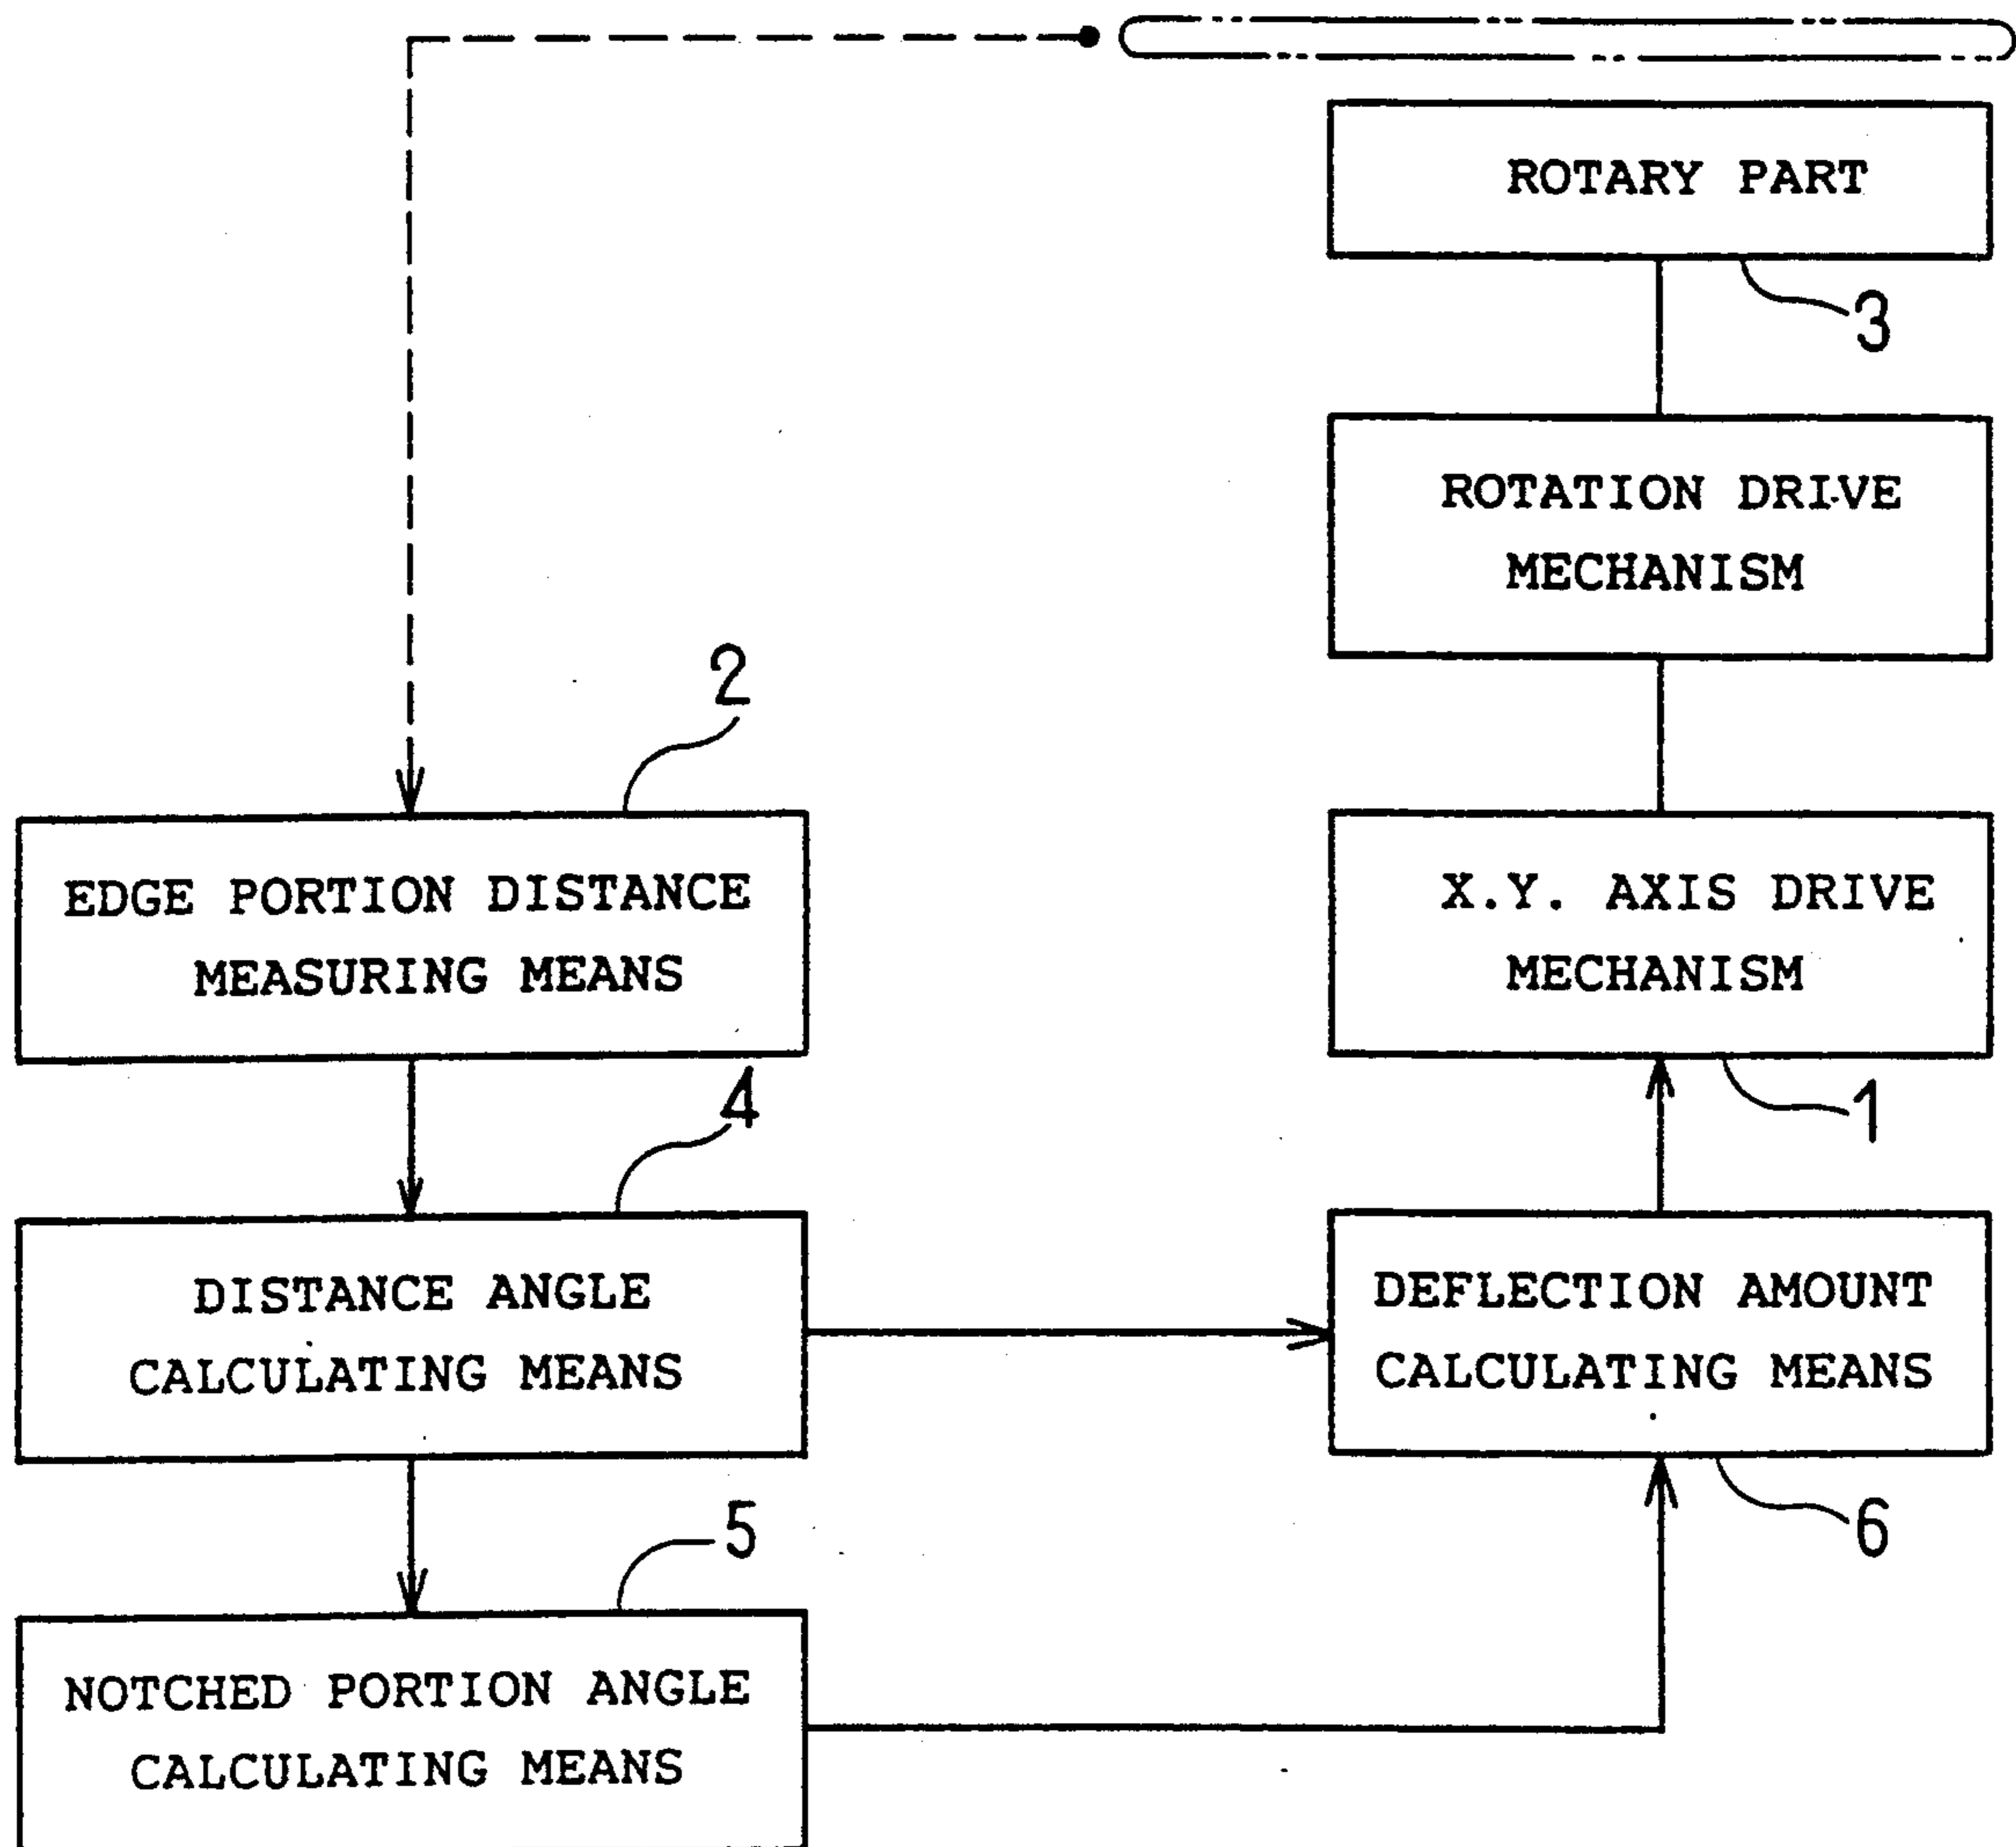 ROTARY PART
3
ROTATION DRIVE
MECHANISM
2
EDGE PORTION DISTANCE
MEASURING MEANS
X.Y. AXIS DRIVE
MECHANISM
4
1
DISTANCE ANGLE
CALCULATING MEANS
DEFLECTION AMOUNT
CALCULATING MEANS
5
6
NOTCHED PORTION ANGLE
CALCULATING MEANS